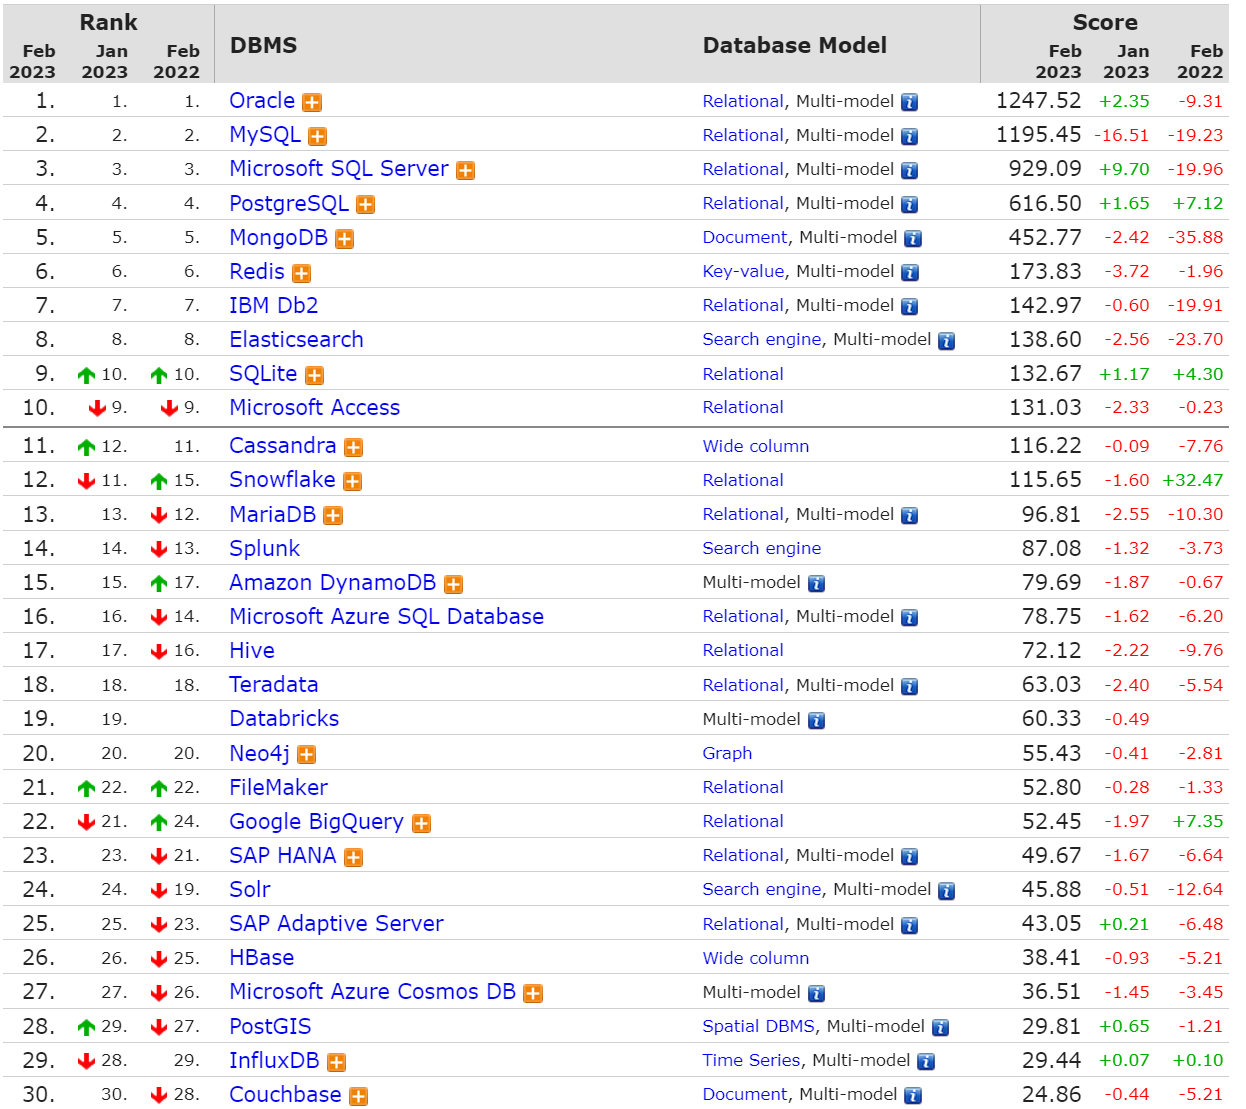 Rank Score
Feb 2023 Jan 2023 Feb 2022 DBMS Database Model Feb 2023 Jan 2023 Feb 2022
1. 1. 1. Oracle Relational, Multi-model 1247.52 +2.35 -9.31
2. 2. 2. MySQL Relational, Multi-model 1195.45 -16.51 -19.23
3. 3. 3. Microsoft SQL Server Relational, Multi-model 929.09 +9.70 -19.96
4. 4. 4. PostgreSQL Relational, Multi-model 616.50 +1.65 +7.12
5. 5. 5. MongoDB Document, Multi-model 452.77 -2.42 -35.88
6. 6. 6. Redis Key-value, Multi-model 173.83 -3.72 -1.96
7. 7. 7. IBM Db2 Relational, Multi-model 142.97 -0.60 -19.91
8. 8. 8. Elasticsearch Search engine, Multi-model 138.60 -2.56 -23.70
9. 10. 10. SQLite Relational 132.67 +1.17 +4.30
10. 9. 9. Microsoft Access Relational 131.03 -2.33 -0.23
11. 12. 11. Cassandra Wide column 116.22 -0.09 -7.76
12. 11. 15. Snowflake Relational 115.65 -1.60 +32.47
13. 13. 12. MariaDB Relational, Multi-model 96.81 -2.55 -10.30
14. 14. 13. Splunk Search engine 87.08 -1.32 -3.73
15. 15. 17. Amazon DynamoDB Multi-model 79.69 -1.87 -0.67
16. 16. 14. Microsoft Azure SQL Database Relational, Multi-model 78.75 -1.62 -6.20
17. 17. 16. Hive Relational 72.12 -2.22 -9.76
18. 18. 18. Teradata Relational, Multi-model 63.03 -2.40 -5.54
19. 19. Databricks Multi-model 60.33 -0.49
20. 20. 20. Neo4j Graph 55.43 -0.41 -2.81
21. 22. 22. FileMaker Relational 52.80 -0.28 -1.33
22. 21. 24. Google BigQuery Relational 52.45 -1.97 +7.35
23. 23. 21. SAP HANA Relational, Multi-model 49.67 -1.67 -6.64
24. 24. 19. Solr Search engine, Multi-model 45.88 -0.51 -12.64
25. 25. 23. SAP Adaptive Server Relational, Multi-model 43.05 +0.21 -6.48
26. 26. 25. HBase Wide column 38.41 -0.93 -5.21
27. 27. 26. Microsoft Azure Cosmos DB Multi-model 36.51 -1.45 -3.45
28. 29. 27. PostGIS Spatial DBMS, Multi-model 29.81 +0.65 -1.21
29. 28. 29. InfluxDB Time Series, Multi-model 29.44 +0.07 +0.10
30. 30. 28. Couchbase Document, Multi-model 24.86 -0.44 -5.21